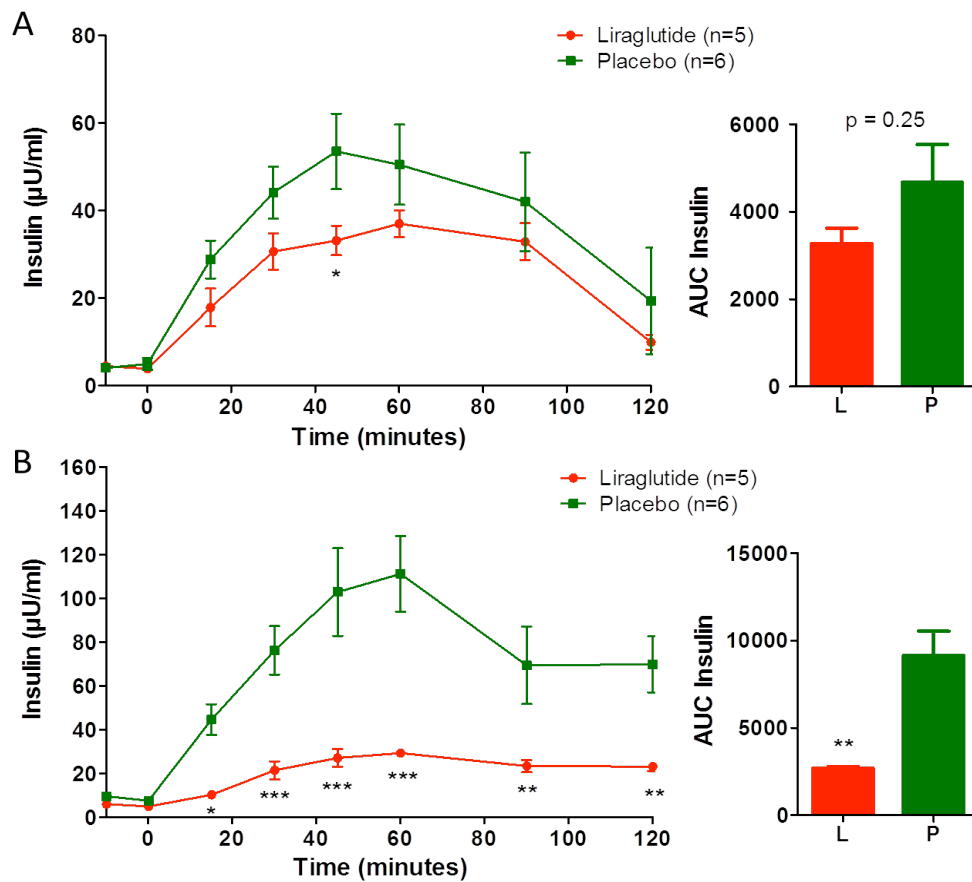 A
80
60
40
20
0
Insulin (µU/ml)
Liraglutide (n=5)
Placebo (n=6)
*
0 20 40 60 80 100 120
Time (minutes)
p = 0.25
6000
4000
2000
0
AUC Insulin
L P
B
160
140
120
100
80
60
40
20
0
Insulin (µU/ml)
Liraglutide (n=5)
Placebo (n=6)
* *** *** *** ** **
0 20 40 60 80 100 120
Time (minutes)
15000
10000
5000
0
AUC Insulin
**
L P